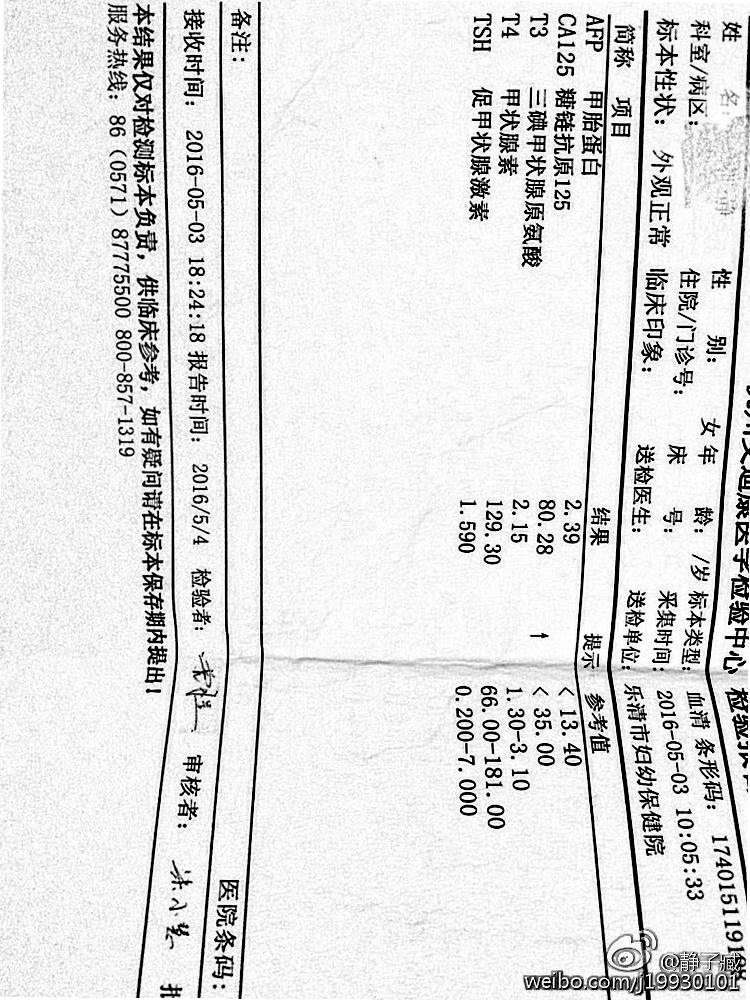 医学检验中心 检验报告
姓 名： 性 别： 女 年 龄： /岁 标本类型： 血清 条形码： 174015119
科室/病区： 住院/门诊号： 床 号： 采集时间： 2016-05-03 10:05:33
标本性状： 外观正常 临床印象： 送检医生： 送检单位： 乐清市妇幼保健院
简称 项目 结果 提示 参考值
AFP 甲胎蛋白 2.39 < 13.40
CA125 糖链抗原125 80.28 ↑ < 35.00
T3 三碘甲状腺原氨酸 2.15 1.30-3.10
T4 甲状腺素 129.30 66.00-181.00
TSH 促甲状腺激素 1.590 0.200-7.000
备注： 医院条码：
接收时间： 2016-05-03 18:24:18 报告时间： 2016/5/4 检验者： 审核者：
本结果仅对检测标本负责，供临床参考，如有疑问请在标本保存期内提出！
服务热线：86（0571）87775500 800-857-1319
@静子臧
weibo.com/j19930101